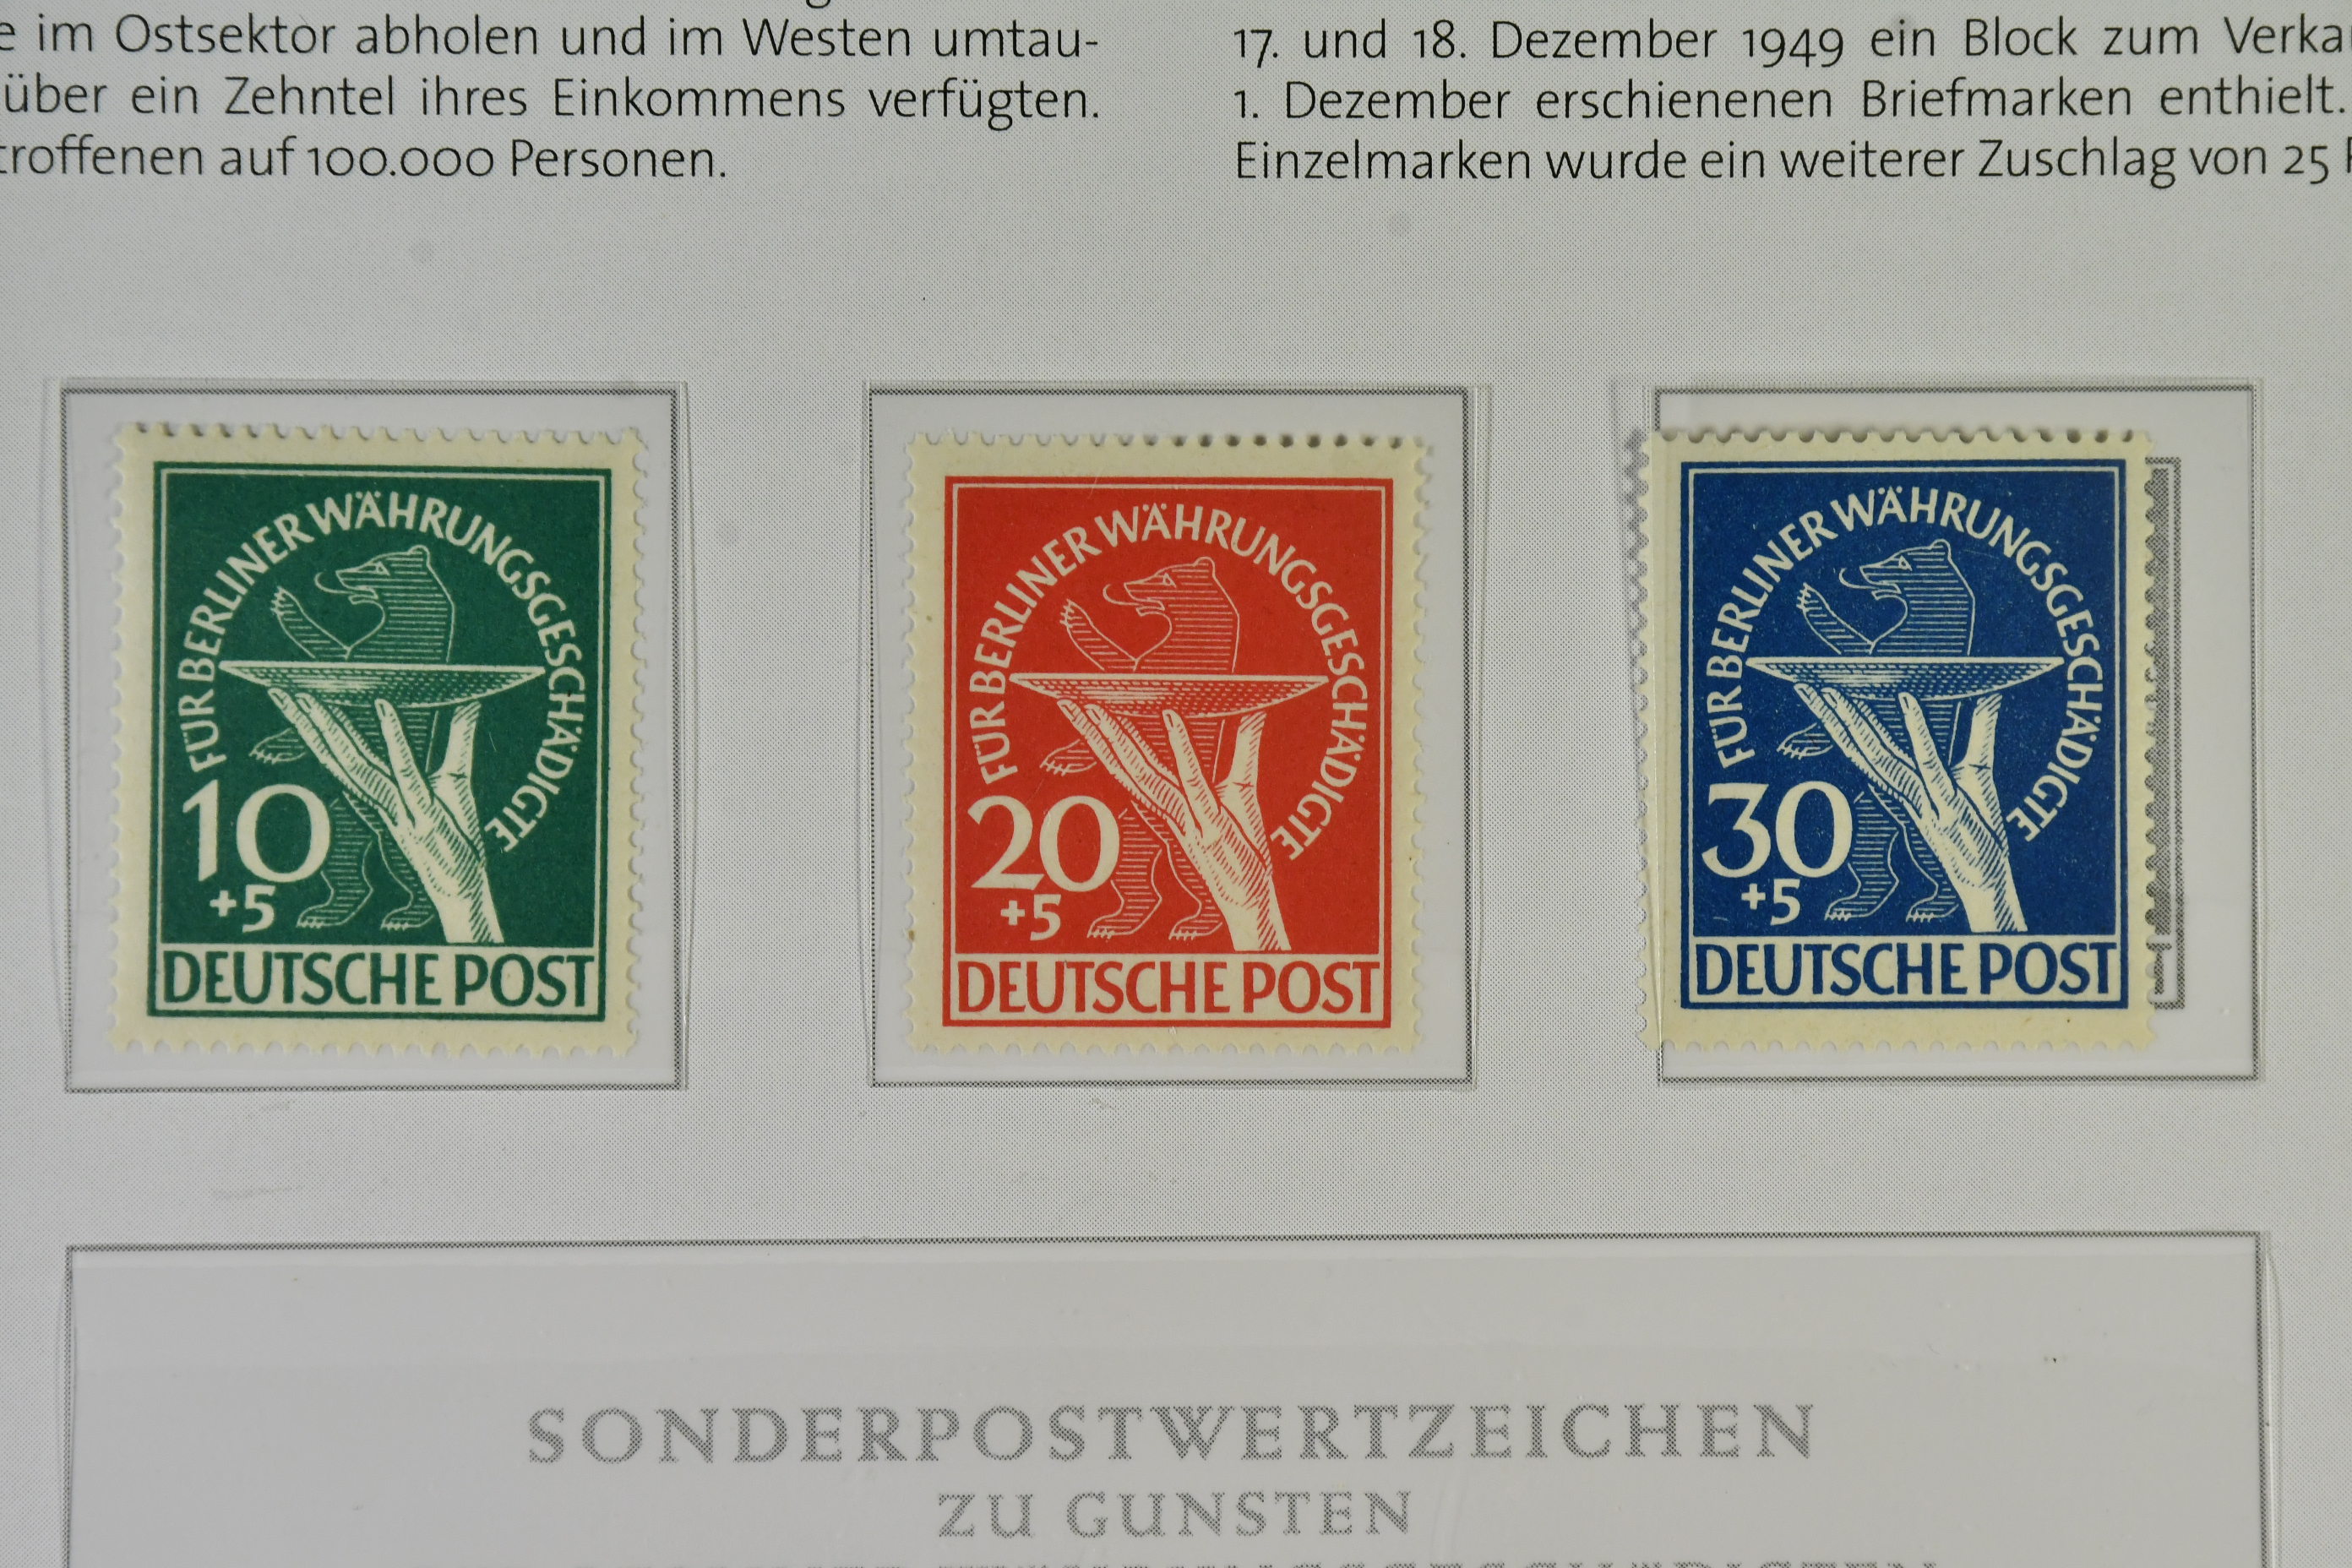 e im Ostsektor abholen und im Westen umtau-
über ein Zehntel ihres Einkommens verfügten.
troffenen auf 100.000 Personen.
17. und 18. Dezember 1949 ein Block zum Verka
1. Dezember erschienenen Briefmarken enthielt.
Einzelmarken wurde ein weiterer Zuschlag von 25
FÜR BERLINER WÄHRUNGSGESCHÄDIGTE
10
+5
DEUTSCHE POST
FÜR BERLINER WÄHRUNGSGESCHÄDIGTE
20
+5
DEUTSCHE POST
FÜR BERLINER WÄHRUNGSGESCHÄDIGTE
30
+5
DEUTSCHE POST
SONDERPOSTWERTZEICHEN
ZU GUNSTEN